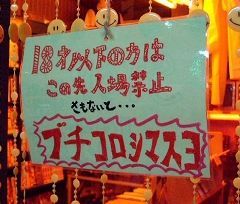 18才以下の方は
この先入場禁止
さもないと・・・
ブチコロシマスヨ